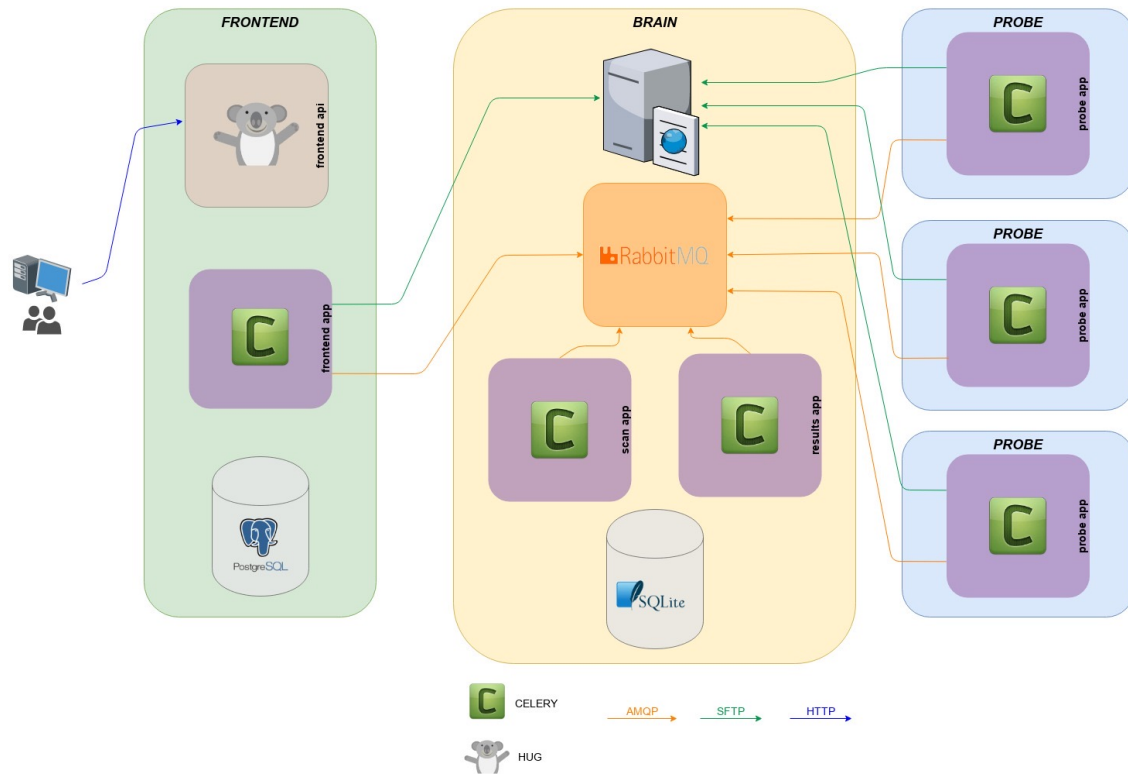 FRONTEND
BRAIN
PROBE
frontend api
probe app
RabbitMQ
PROBE
frontend app
probe app
scan app
results app
PROBE
probe app
PostgreSQL
SQLite
CELERY
AMQP
SFTP
HTTP
HUG